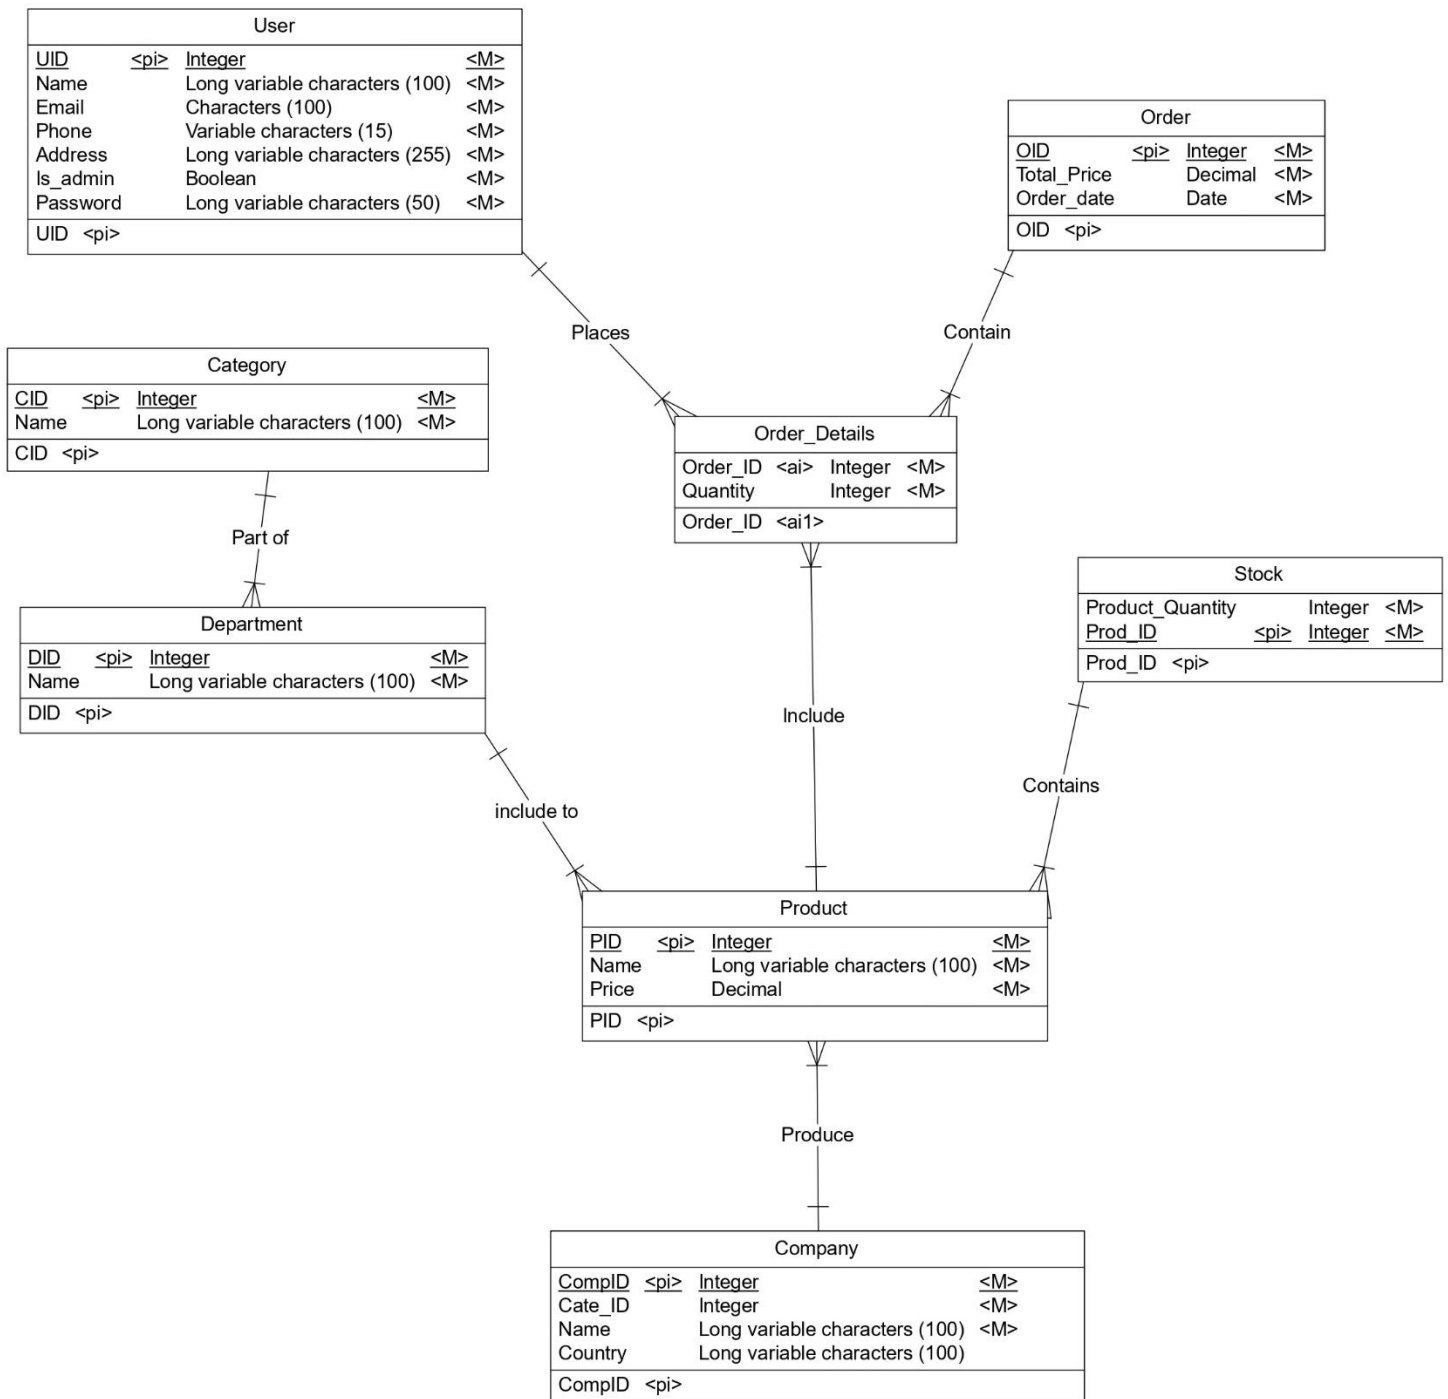 User
UID <pi> Integer <M>
Name Long variable characters (100) <M>
Email Characters (100) <M>
Phone Variable characters (15) <M>
Address Long variable characters (255) <M>
Is_admin Boolean <M>
Password Long variable characters (50) <M>
UID <pi>
Order
OID <pi> Integer <M>
Total_Price Decimal <M>
Order_date Date <M>
OID <pi>
Places
Contain
Category
CID <pi> Integer <M>
Name Long variable characters (100) <M>
CID <pi>
Order_Details
Order_ID <ai> Integer <M>
Quantity Integer <M>
Order_ID <ai1>
Part of
Department
DID <pi> Integer <M>
Name Long variable characters (100) <M>
DID <pi>
Stock
Product_Quantity Integer <M>
Prod_ID <pi> Integer <M>
Prod_ID <pi>
Include
Contains
include to
Product
PID <pi> Integer <M>
Name Long variable characters (100) <M>
Price Decimal <M>
PID <pi>
Produce
Company
CompID <pi> Integer <M>
Cate_ID Integer <M>
Name Long variable characters (100) <M>
Country Long variable characters (100)
CompID <pi>